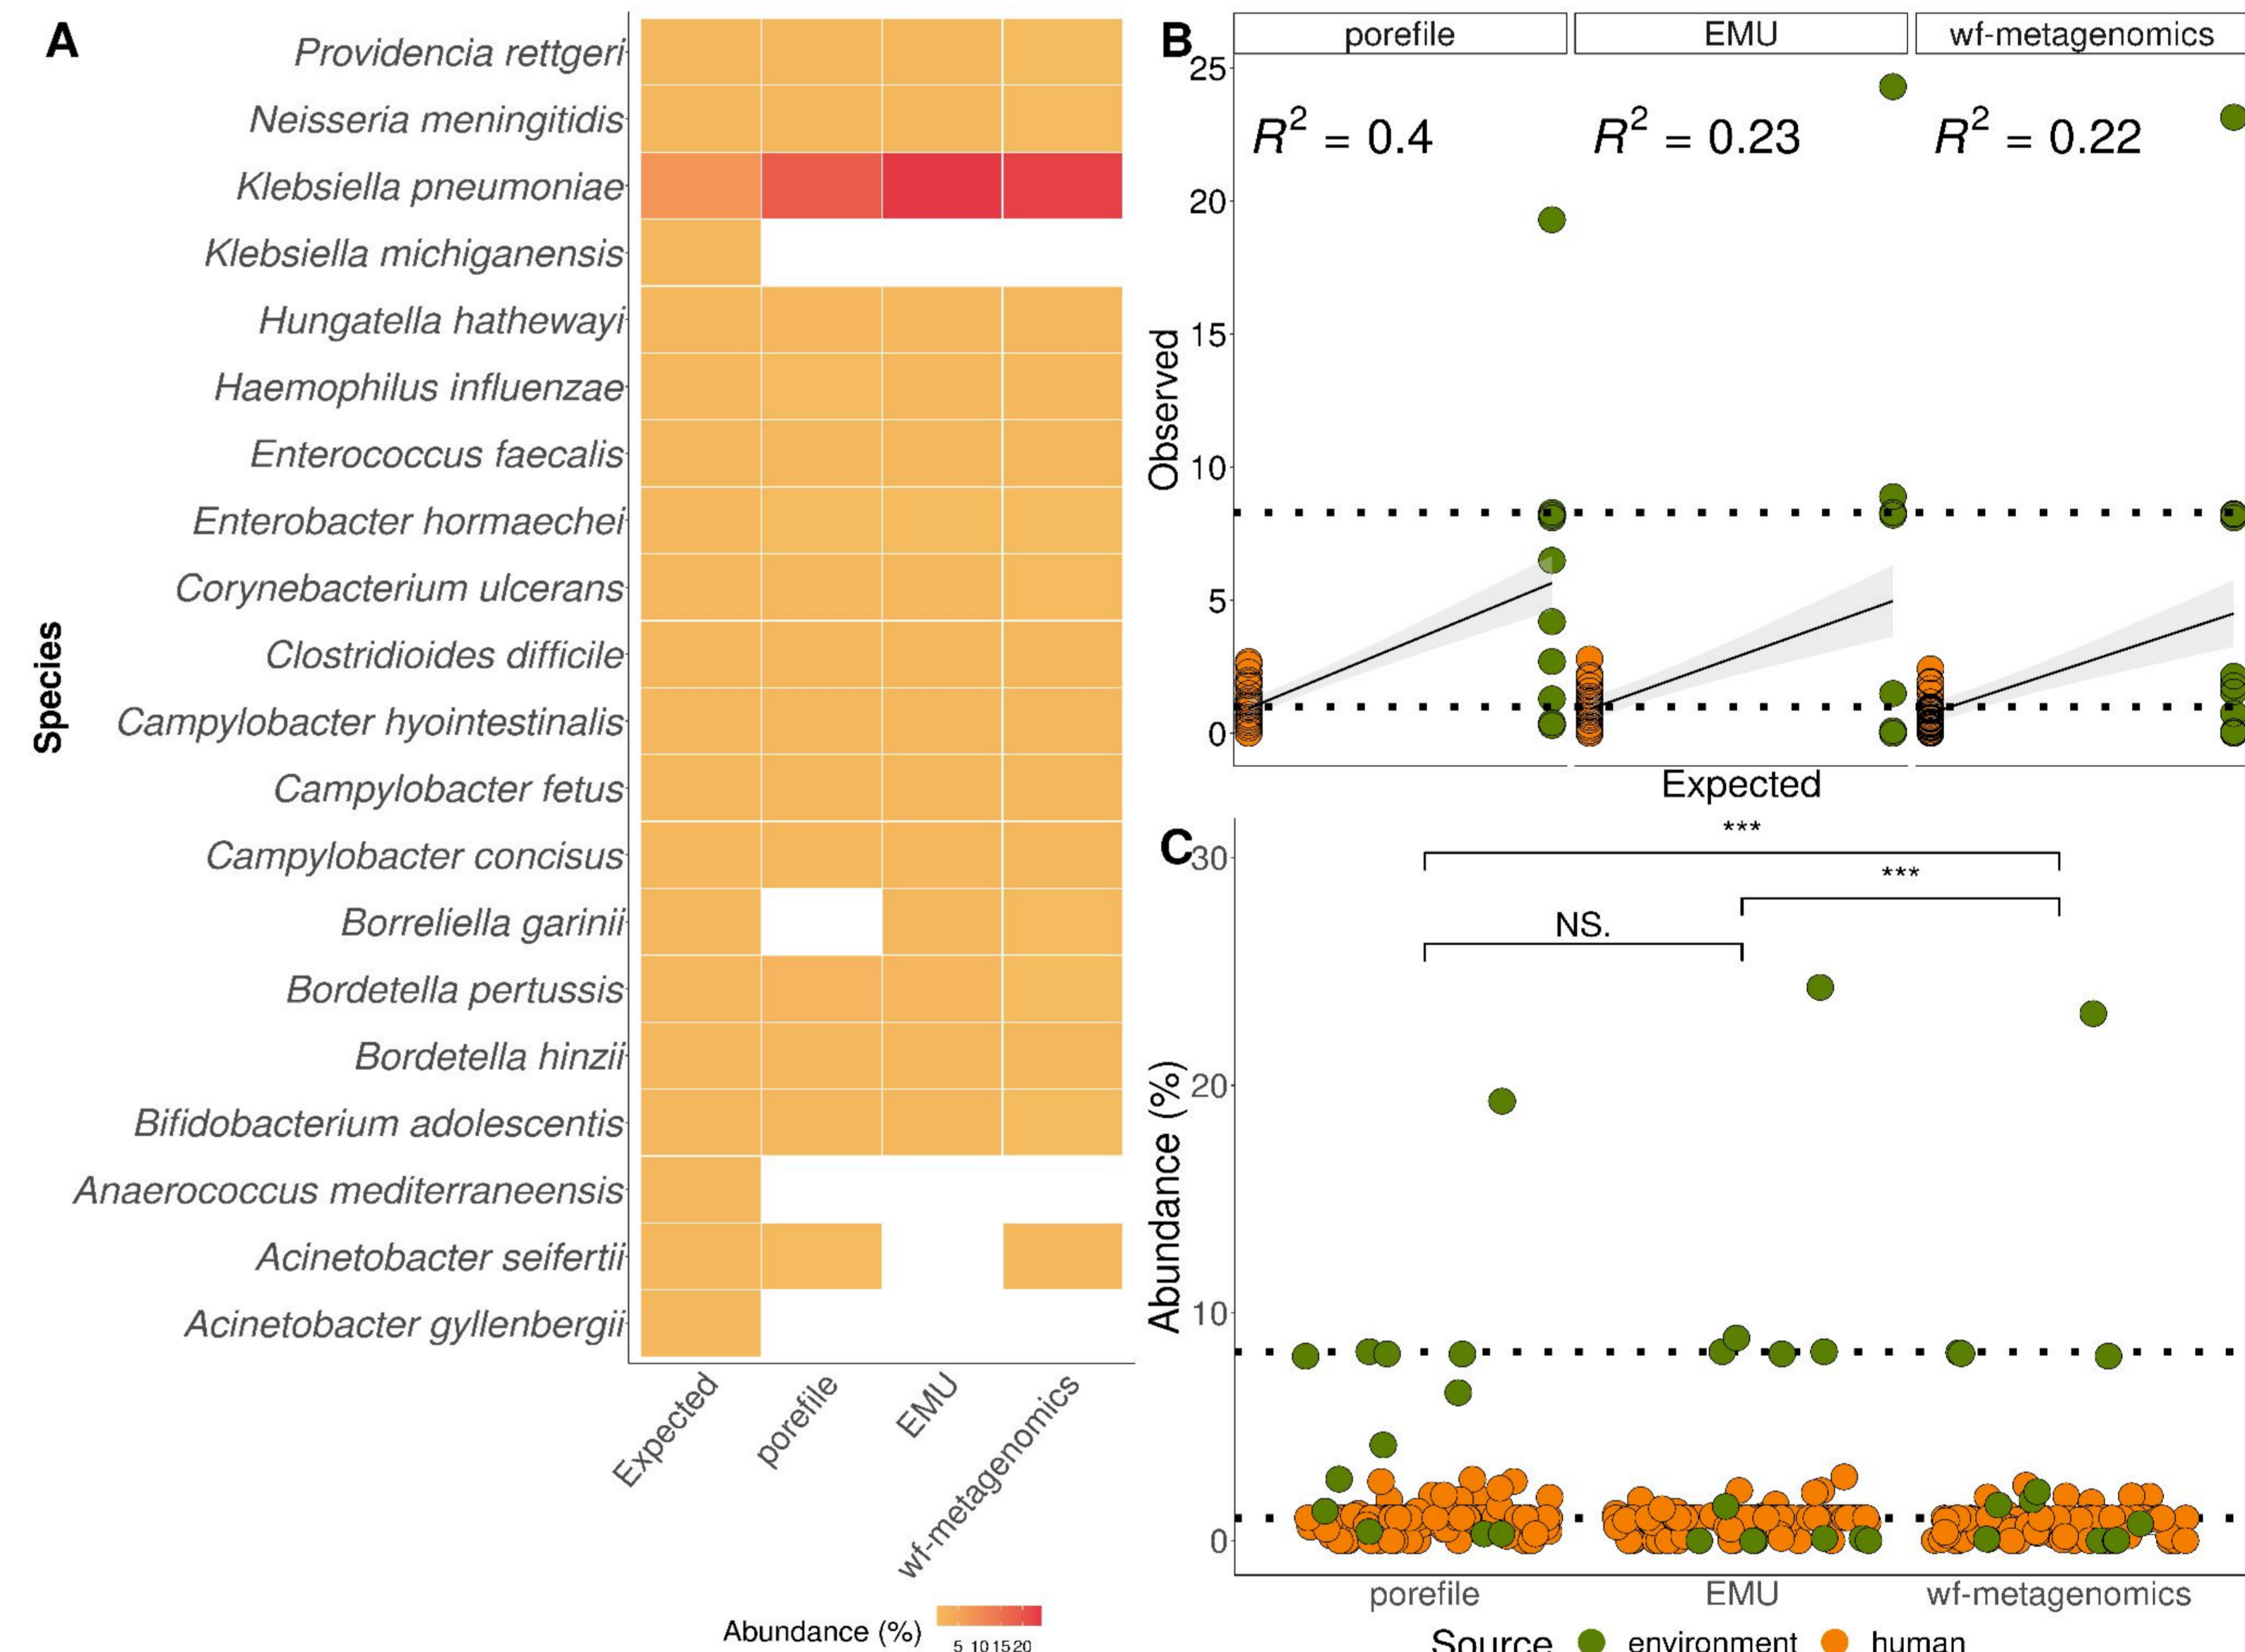 A
Species
Providencia rettgeri
Neisseria meningitidis
Klebsiella pneumoniae
Klebsiella michiganensis
Hungatella hathewayi
Haemophilus influenzae
Enterococcus faecalis
Enterobacter hormaechei
Corynebacterium ulcerans
Clostridioides difficile
Campylobacter hyointestinalis
Campylobacter fetus
Campylobacter concisus
Borreliella garinii
Bordetella pertussis
Bordetella hinzii
Bifidobacterium adolescentis
Anaerococcus mediterraneensis
Acinetobacter seifertii
Acinetobacter gyllenbergii
Expected
porefile
EMU
wf-metagenomics
Abundance (%)
5 10 15 20
B
porefile EMU wf-metagenomics
R² = 0.4 R² = 0.23 R² = 0.22
Observed
25
20
15
10
5
0
Expected
C
***
***
NS.
Abundance (%)
30
20
10
0
porefile EMU wf-metagenomics
Source environment human